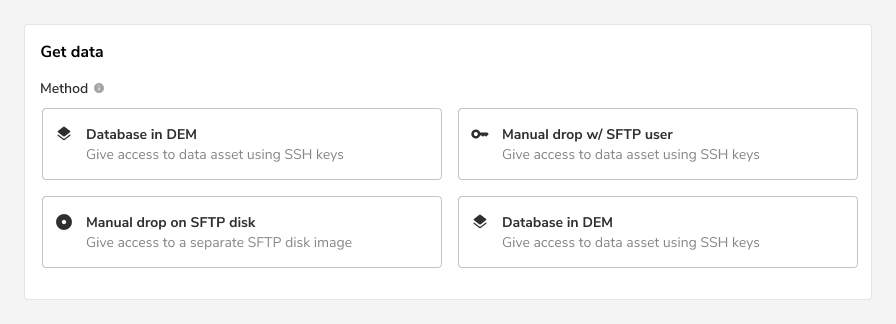 Get data
Method
Database in DEM
Give access to data asset using SSH keys
Manual drop w/ SFTP user
Give access to data asset using SSH keys
Manual drop on SFTP disk
Give access to a separate SFTP disk image
Database in DEM
Give access to data asset using SSH keys